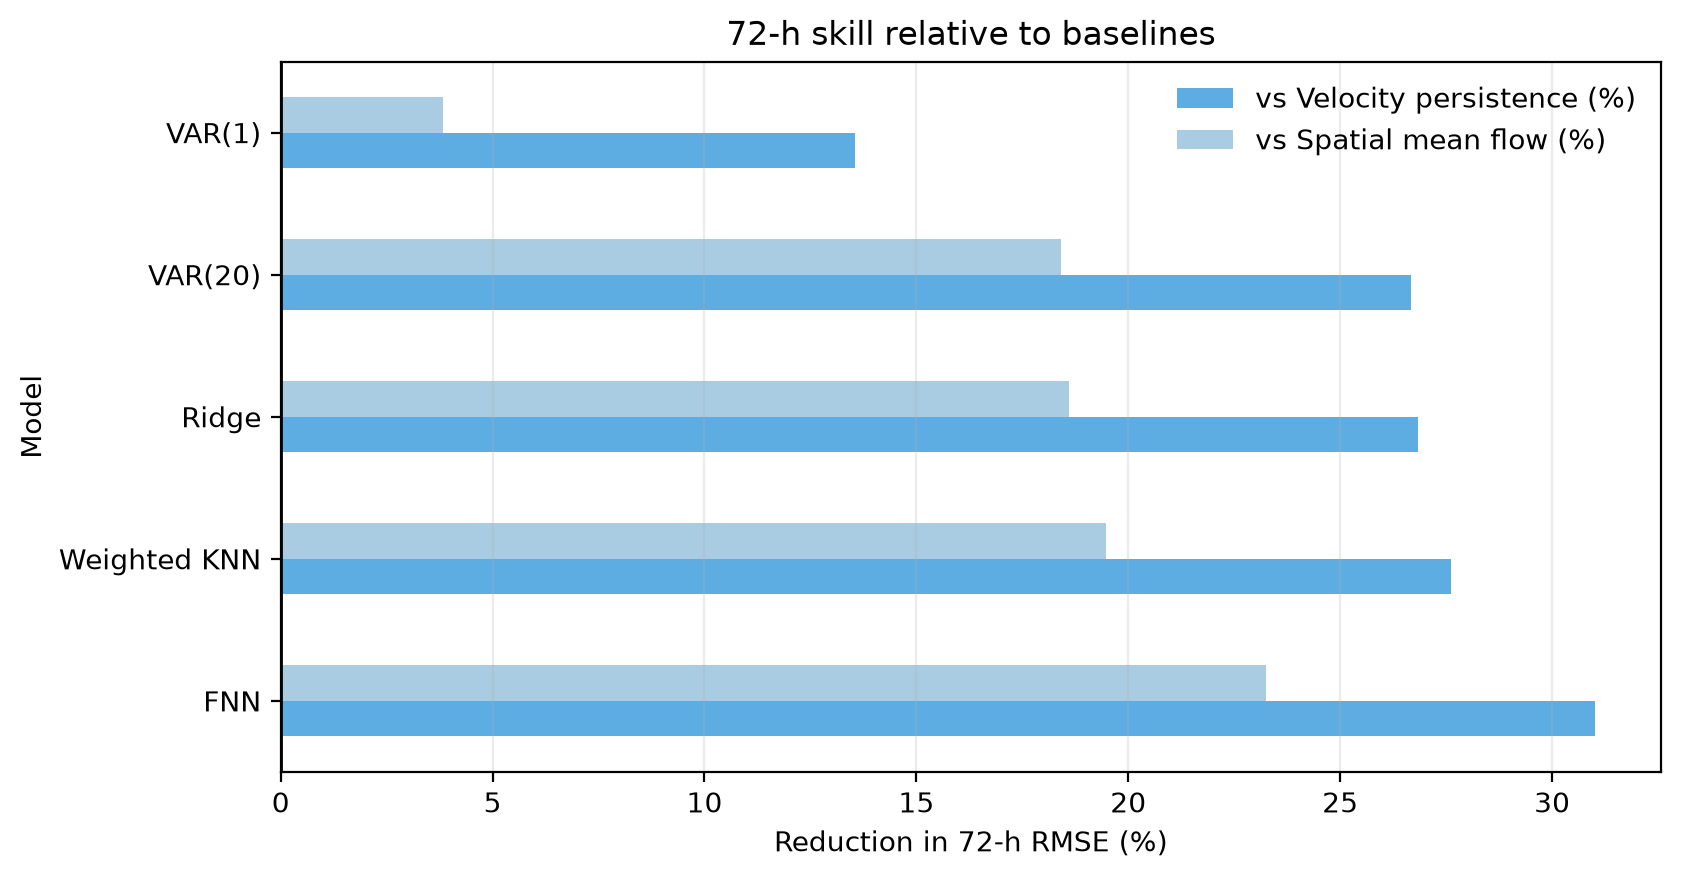 72-h skill relative to baselines
vs Velocity persistence (%)
vs Spatial mean flow (%)
Model
VAR(1)
VAR(20)
Ridge
Weighted KNN
FNN
0 5 10 15 20 25 30
Reduction in 72-h RMSE (%)